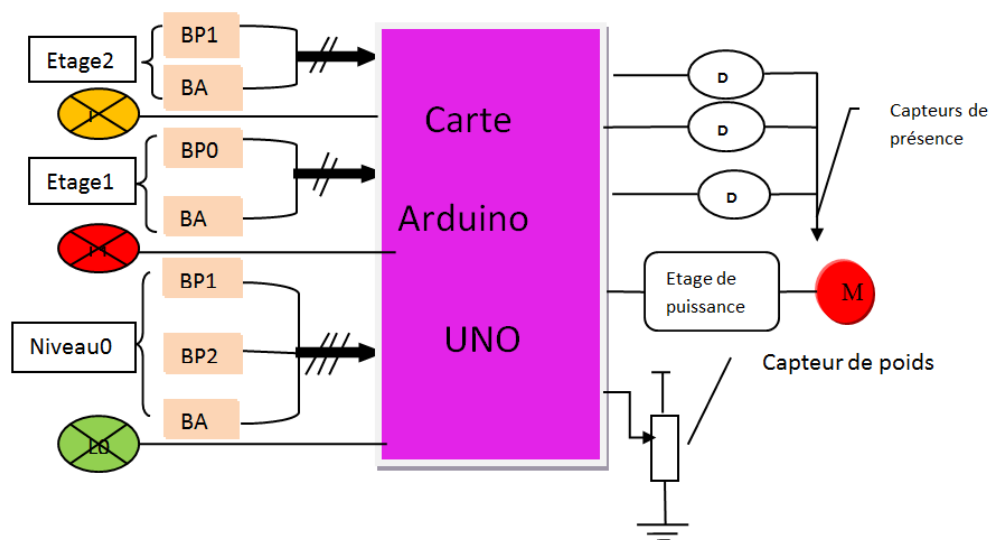 Etage2
BP1
BA
Etage1
BP0
BA
Niveau0
BP1
BP2
BA
L0
Carte
Arduino
UNO
D
D
D
Capteurs de
présence
Etage de
puissance
M
Capteur de poids